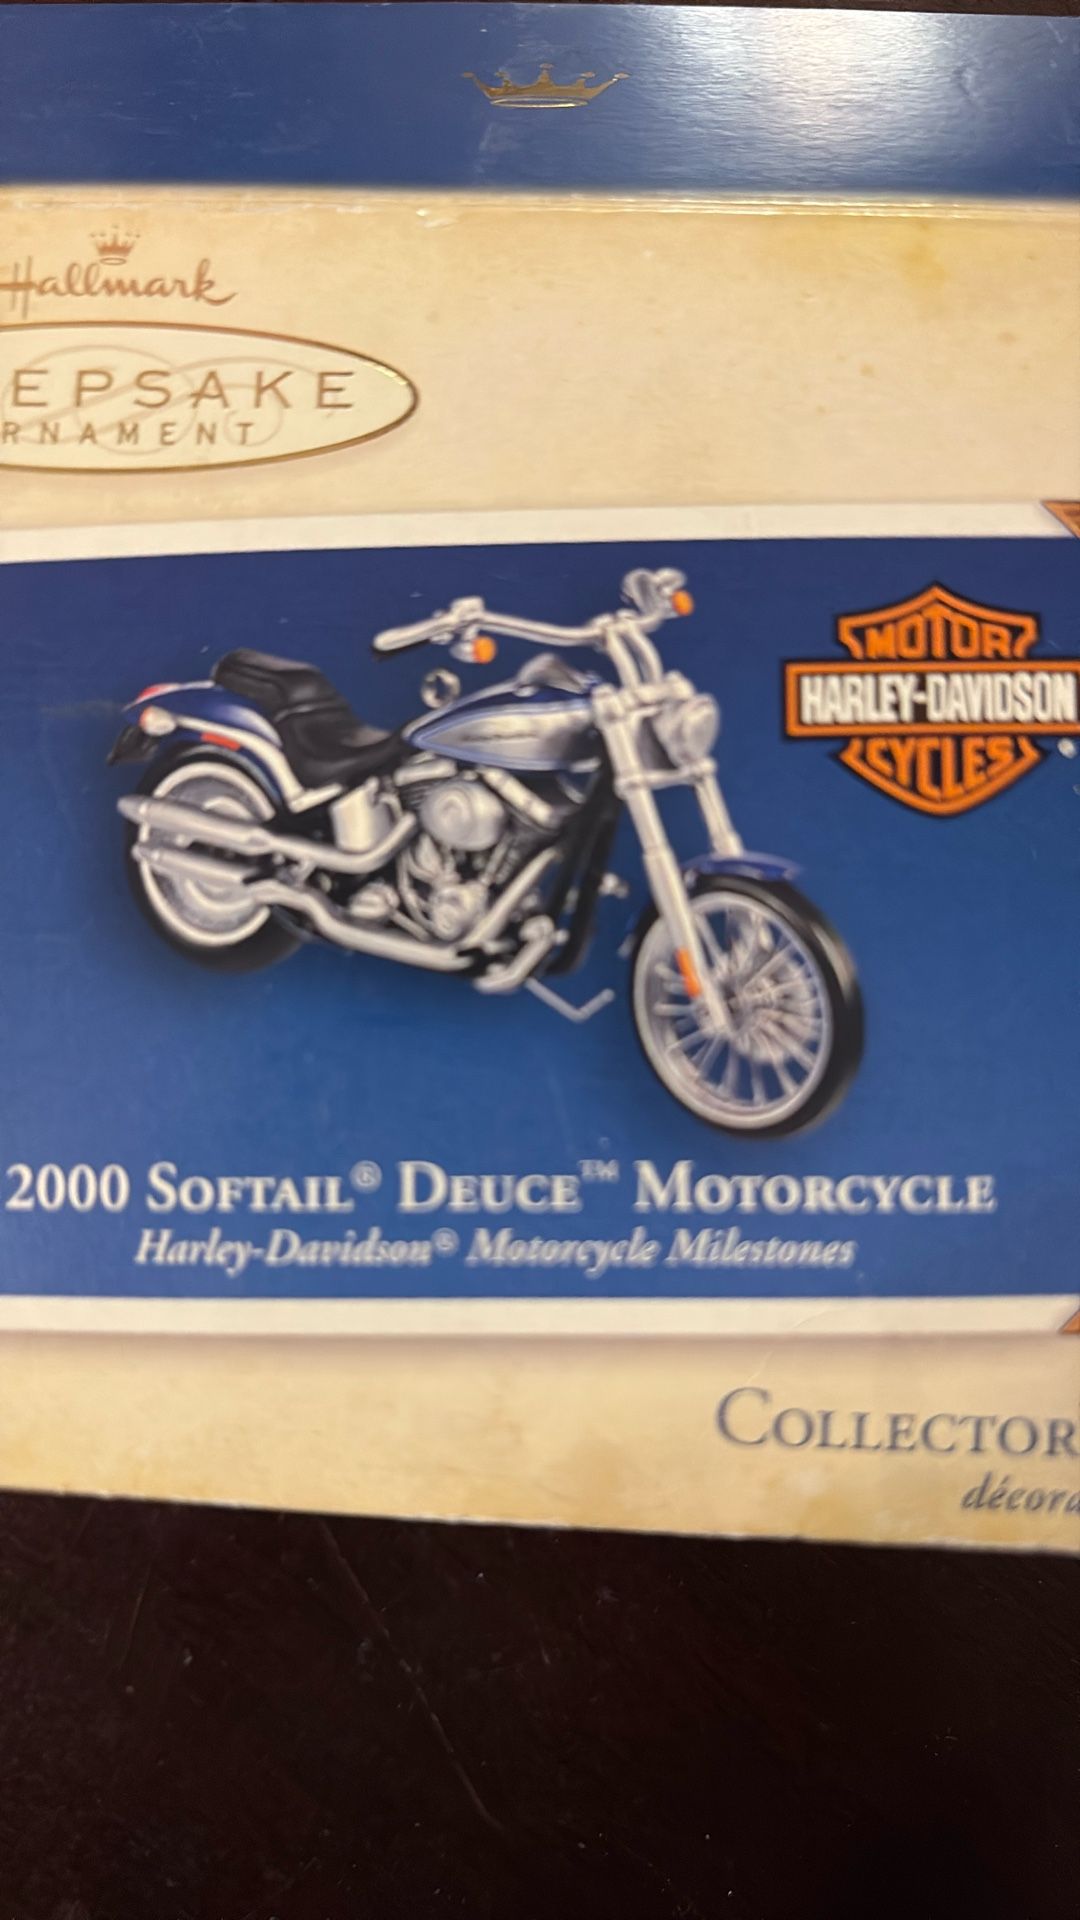 Hallmark
EPSAKE
RNAMENT
MOTOR
HARLEY-DAVIDSON
CYCLES
®
2000 SOFTAIL® DEUCE™ MOTORCYCLE
Harley-Davidson® Motorcycle Milestones
COLLECTOR
décora